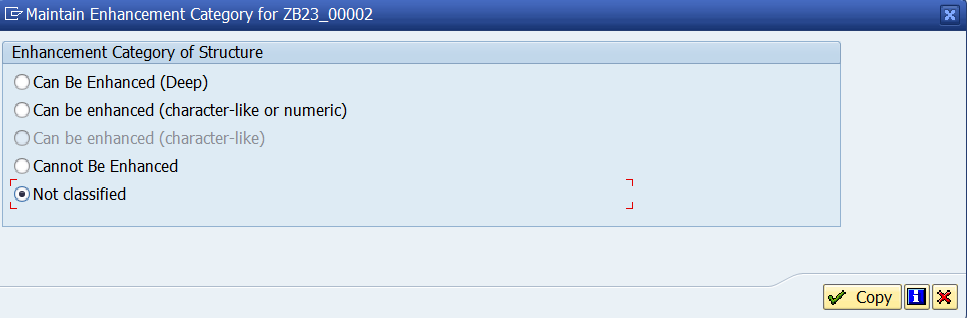 Maintain Enhancement Category for ZB23_00002
Enhancement Category of Structure
Can Be Enhanced (Deep)
Can be enhanced (character-like or numeric)
Can be enhanced (character-like)
Cannot Be Enhanced
Not classified
Copy